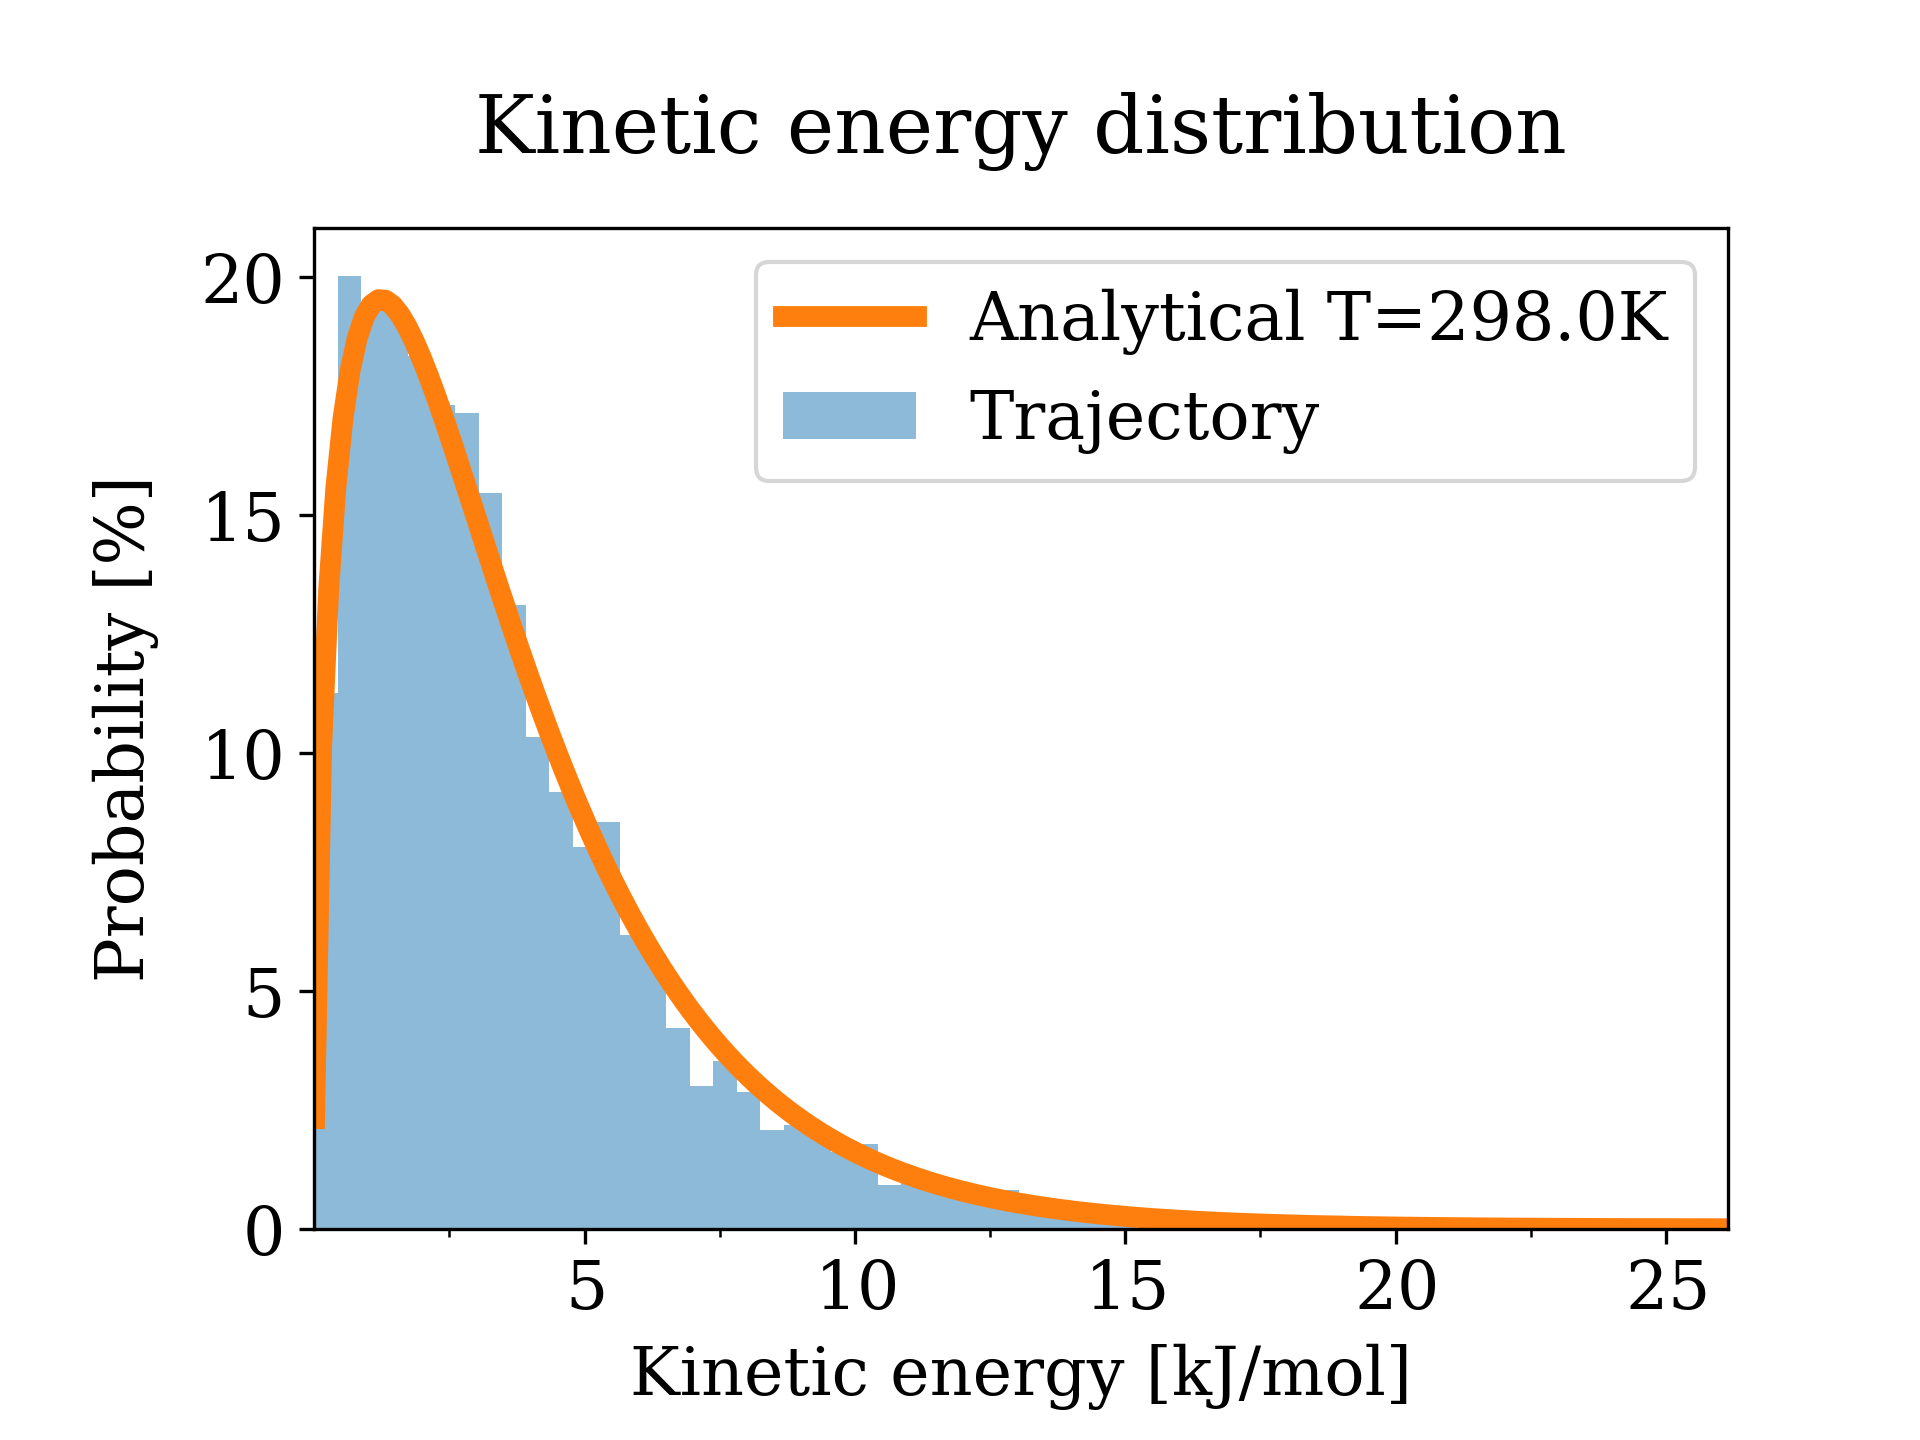 Kinetic energy distribution
Analytical T=298.0K
Trajectory
Probability [%]
20
15
10
5
0
5 10 15 20 25
Kinetic energy [kJ/mol]